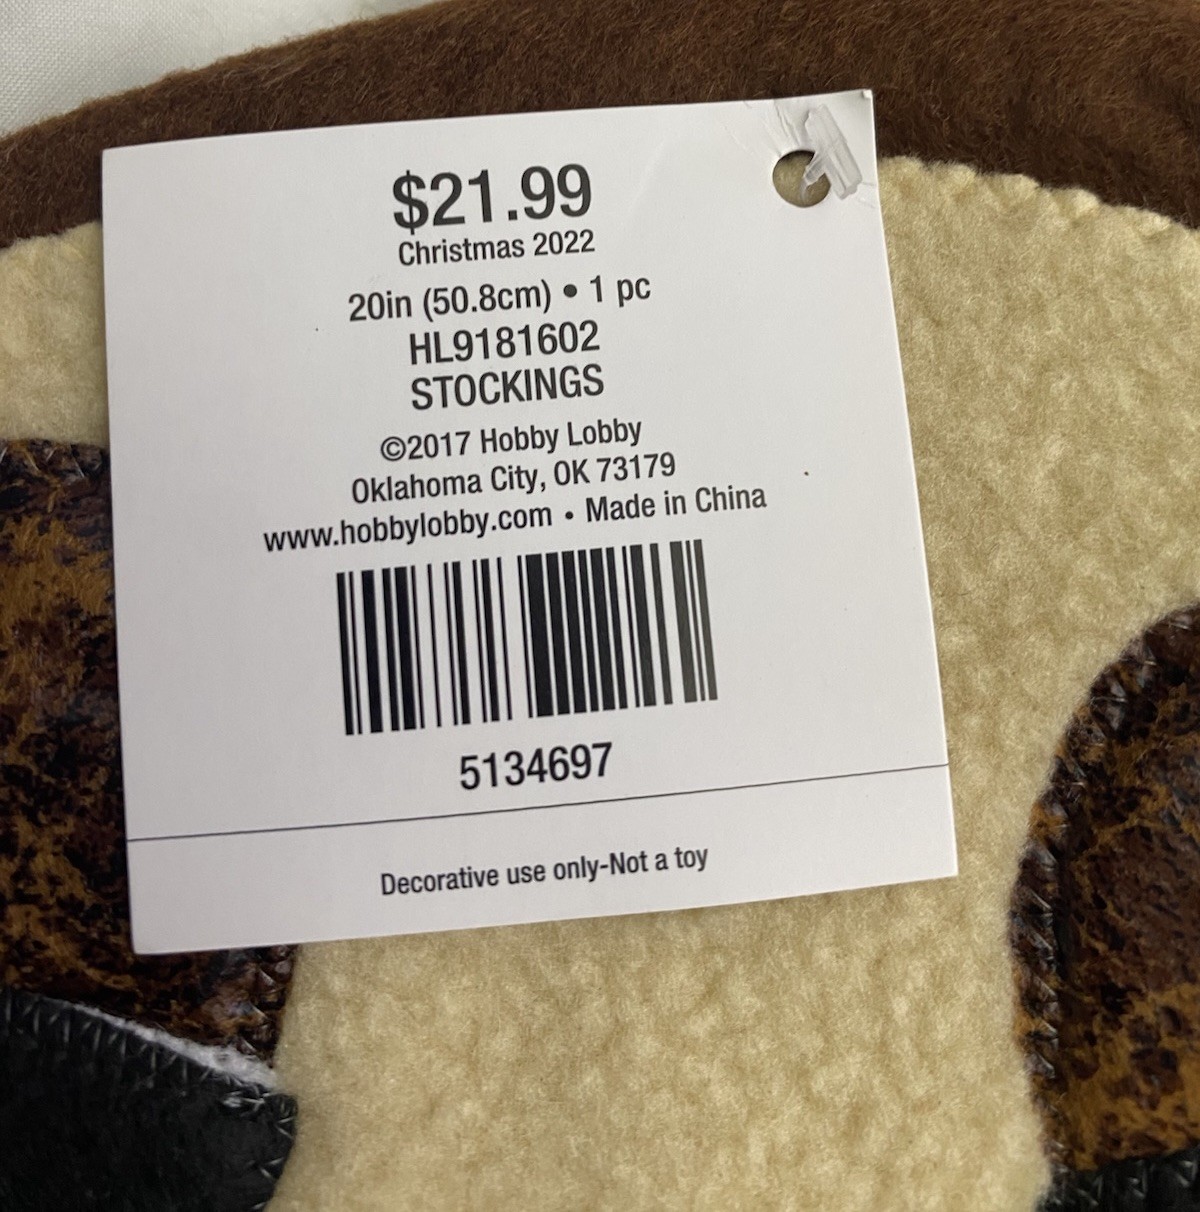 $21.99
Christmas 2022
20in (50.8cm) • 1 pc
HL9181602
STOCKINGS
©2017 Hobby Lobby
Oklahoma City, OK 73179
www.hobbylobby.com • Made in China
5134697
Decorative use only-Not a toy